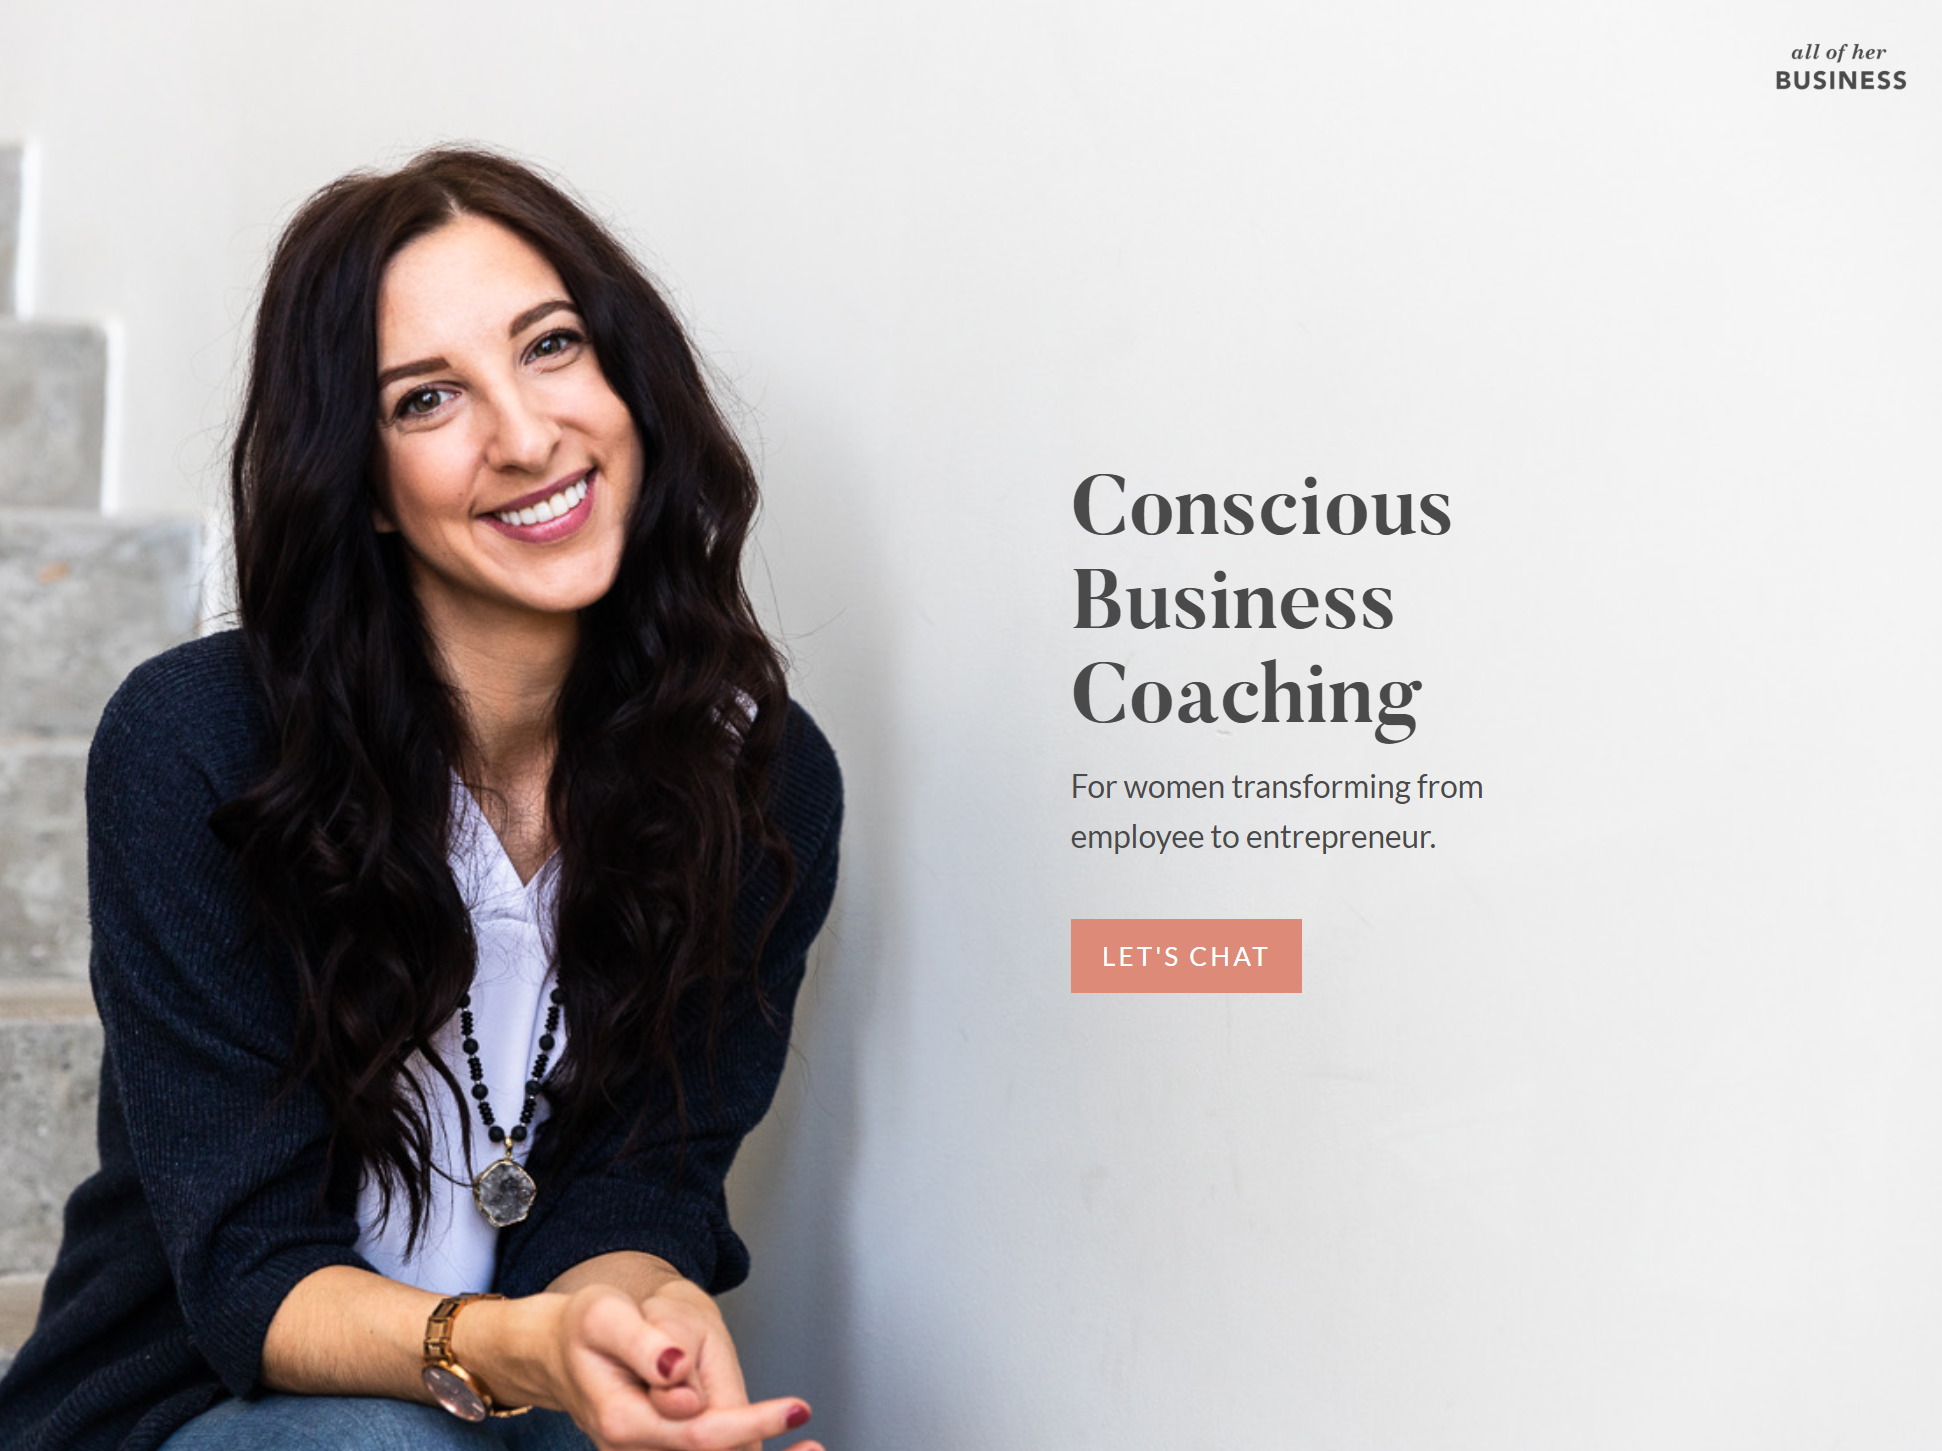 all of her
BUSINESS
Conscious
Business
Coaching
For women transforming from
employee to entrepreneur.
LET'S CHAT